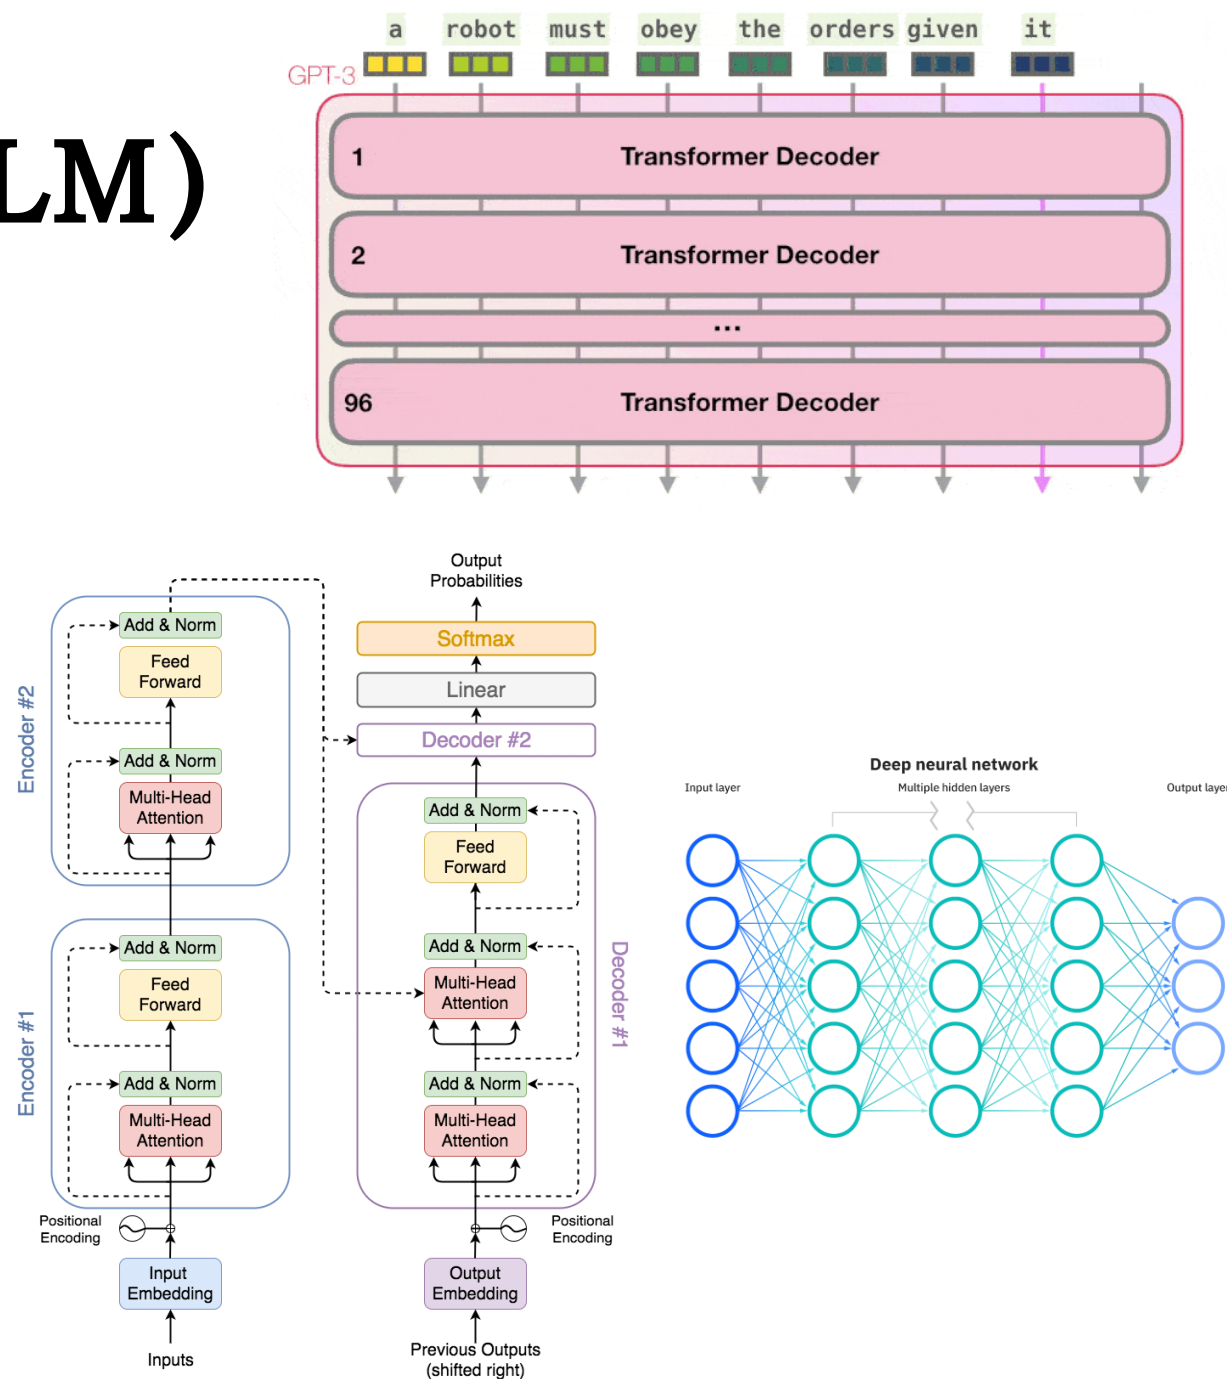 a robot must obey the orders given it
GPT-3
LM)
1 Transformer Decoder
2 Transformer Decoder
...
96 Transformer Decoder
Output
Probabilities
Softmax
Linear
Decoder #2
Add & Norm
Feed
Forward
Add & Norm
Multi-Head
Attention
Add & Norm
Multi-Head
Attention
Decoder #1
Positional
Encoding
Output
Embedding
Previous Outputs
(shifted right)
Encoder #2
Add & Norm
Feed
Forward
Add & Norm
Multi-Head
Attention
Encoder #1
Add & Norm
Feed
Forward
Add & Norm
Multi-Head
Attention
Positional
Encoding
Input
Embedding
Inputs
Deep neural network
Input layer
Multiple hidden layers
Output laye